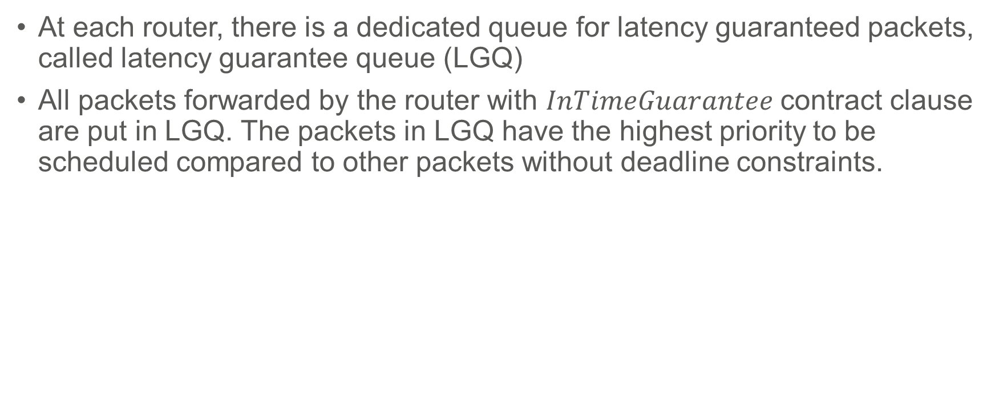 • At each router, there is a dedicated queue for latency guaranteed packets,
called latency guarantee queue (LGQ)
• All packets forwarded by the router with InTimeGuarantee contract clause
are put in LGQ. The packets in LGQ have the highest priority to be
scheduled compared to other packets without deadline constraints.